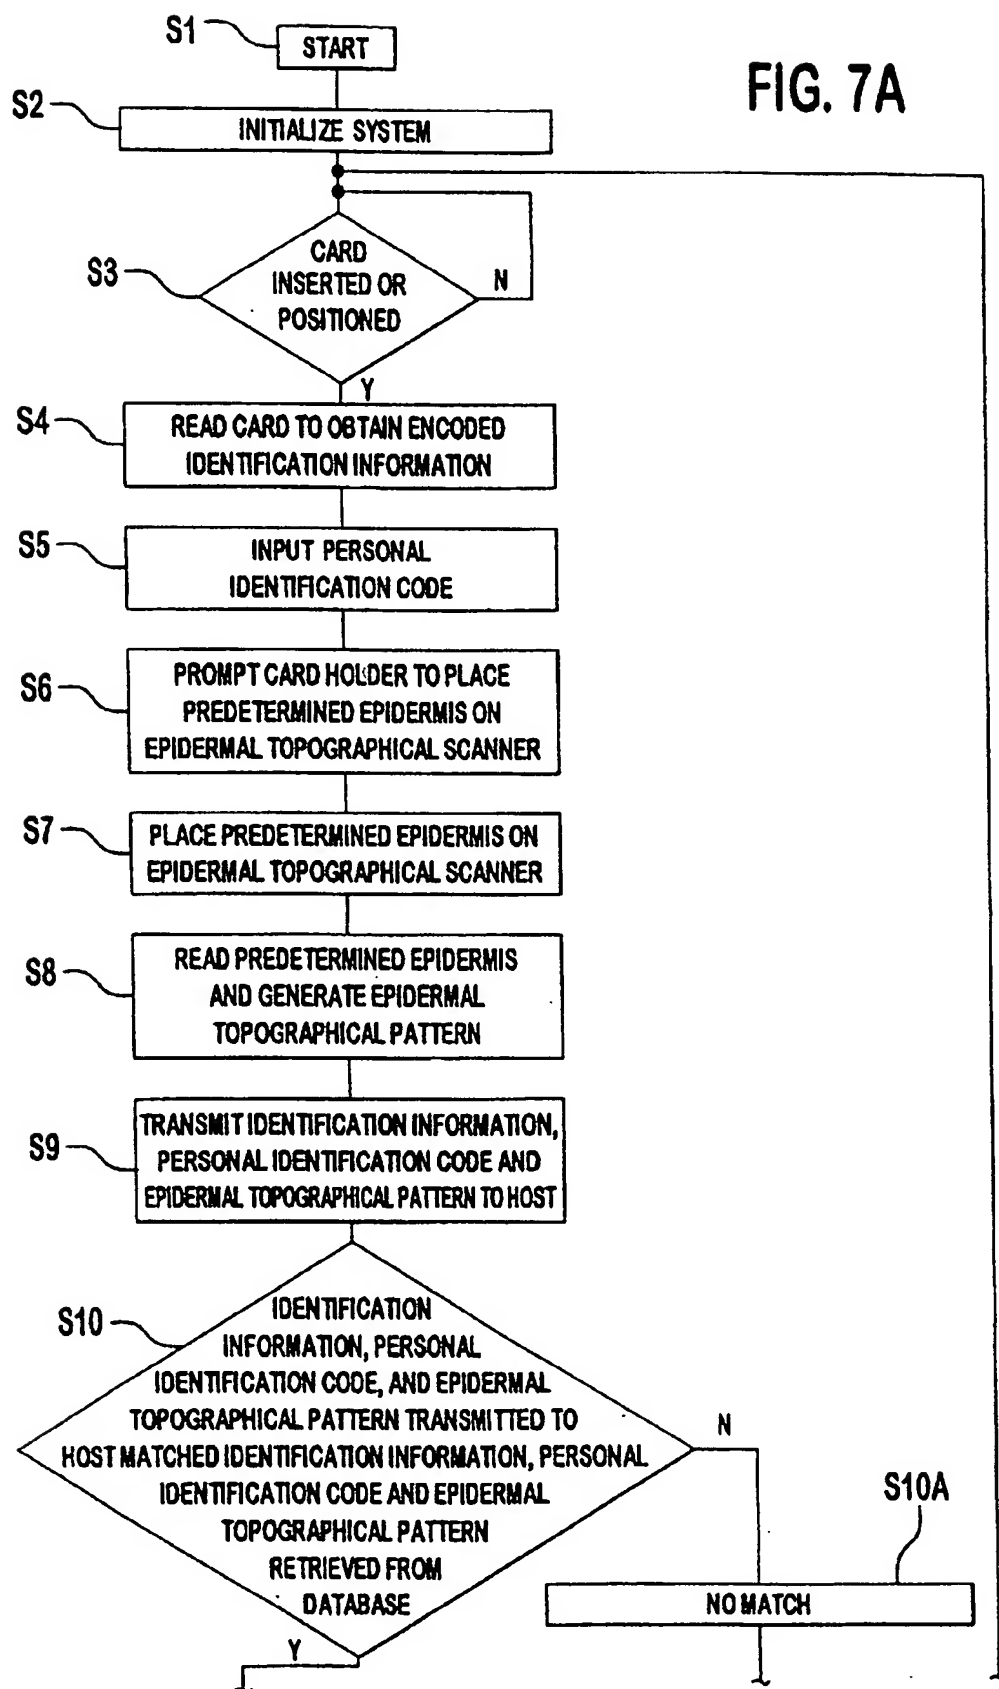 S1
START
FIG. 7A
S2
INITIALIZE SYSTEM
S3
CARD
INSERTED OR
POSITIONED
N
Y
S4
READ CARD TO OBTAIN ENCODED
IDENTIFICATION INFORMATION
S5
INPUT PERSONAL
IDENTIFICATION CODE
S6
PROMPT CARD HOLDER TO PLACE
PREDETERMINED EPIDERMIS ON
EPIDERMAL TOPOGRAPHICAL SCANNER
S7
PLACE PREDETERMINED EPIDERMIS ON
EPIDERMAL TOPOGRAPHICAL SCANNER
S8
READ PREDETERMINED EPIDERMIS
AND GENERATE EPIDERMAL
TOPOGRAPHICAL PATTERN
S9
TRANSMIT IDENTIFICATION INFORMATION,
PERSONAL IDENTIFICATION CODE AND
EPIDERMAL TOPOGRAPHICAL PATTERN TO HOST
S10
IDENTIFICATION
INFORMATION, PERSONAL
IDENTIFICATION CODE, AND EPIDERMAL
TOPOGRAPHICAL PATTERN TRANSMITTED TO
HOST MATCHED IDENTIFICATION INFORMATION, PERSONAL
IDENTIFICATION CODE AND EPIDERMAL
TOPOGRAPHICAL PATTERN
RETRIEVED FROM
DATABASE
N
S10A
NO MATCH
Y